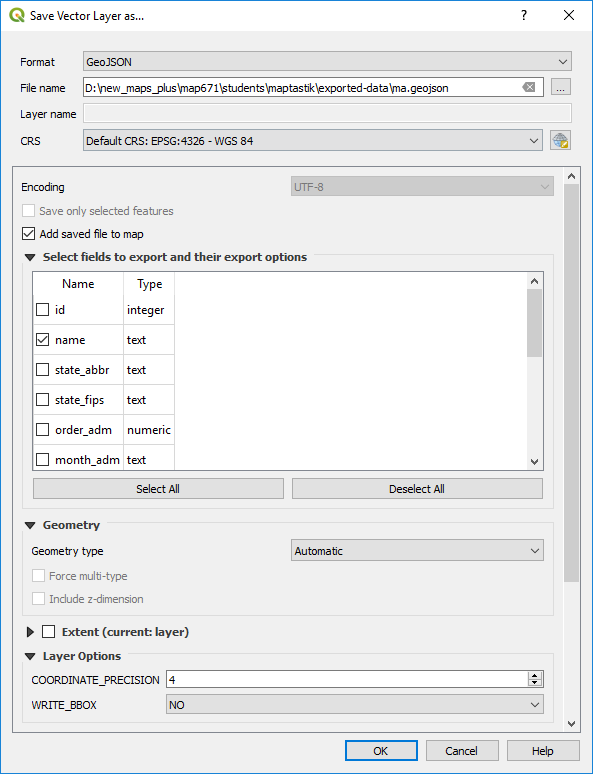 Save Vector Layer as...
Format GeoJSON
File name D:\new_maps_plus\map671\students\maptastik\exported-data\ma.geojson ...
Layer name
CRS Default CRS: EPSG:4326 - WGS 84
Encoding UTF-8
Save only selected features
Add saved file to map
Select fields to export and their export options
Name Type
id integer
name text
state_abbr text
state_fips text
order_adm numeric
month_adm text
Select All Deselect All
Geometry
Geometry type Automatic
Force multi-type
Include z-dimension
Extent (current: layer)
Layer Options
COORDINATE_PRECISION 4
WRITE_BBOX NO
OK Cancel Help